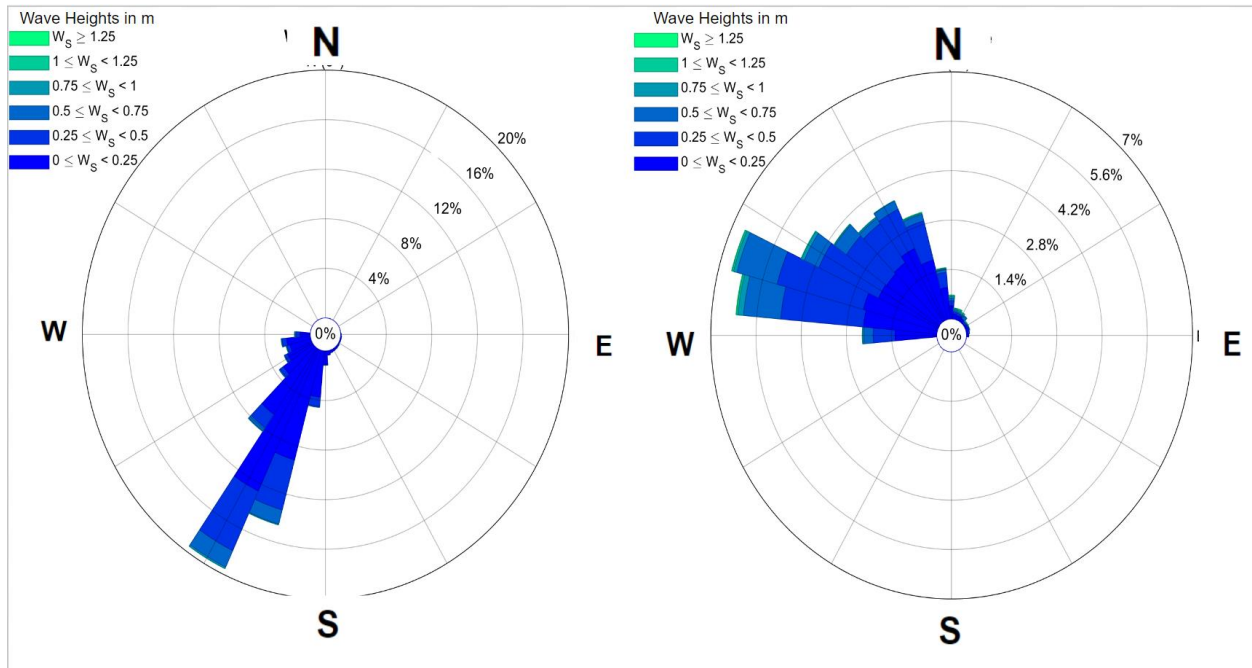 Wave Heights in m
W_S ≥ 1.25
1 ≤ W_S < 1.25
0.75 ≤ W_S < 1
0.5 ≤ W_S < 0.75
0.25 ≤ W_S < 0.5
0 ≤ W_S < 0.25
N
20%
16%
12%
8%
4%
0%
W
E
S
Wave Heights in m
W_S ≥ 1.25
1 ≤ W_S < 1.25
0.75 ≤ W_S < 1
0.5 ≤ W_S < 0.75
0.25 ≤ W_S < 0.5
0 ≤ W_S < 0.25
N
7%
5.6%
4.2%
2.8%
1.4%
0%
W
E
S